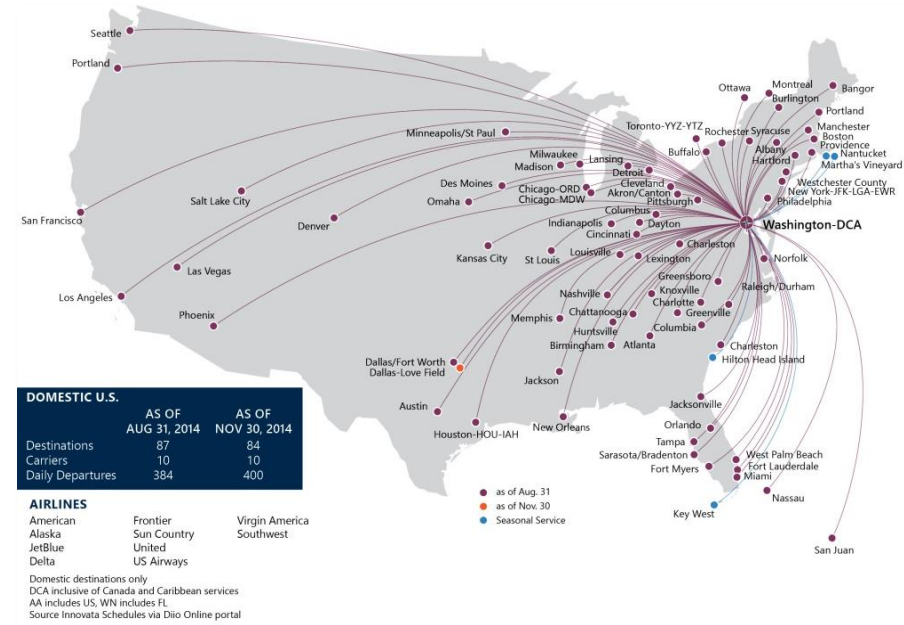 Seattle
Portland
Minneapolis/St Paul
Ottawa
Montreal
Burlington
Bangor
Portland
Toronto-YYZ-YTZ
Rochester
Syracuse
Manchester
Boston
Providence
Buffalo
Albany
Hartford
Nantucket
Martha's Vineyard
Milwaukee
Madison
Lansing
Detroit
Westchester County
New York-JFK-LGA-EWR
Philadelphia
Des Moines
Omaha
Chicago-ORD
Chicago-MDW
Cleveland
Akron/Canton
Pittsburgh
Salt Lake City
San Francisco
Denver
Columbus
Indianapolis
Dayton
Cincinnati
Washington-DCA
Kansas City
St Louis
Louisville
Lexington
Charleston
Norfolk
Las Vegas
Los Angeles
Phoenix
Greensboro
Raleigh/Durham
Nashville
Knoxville
Charlotte
Greenville
Memphis
Chattanooga
Huntsville
Columbia
Birmingham
Atlanta
Charleston
Hilton Head Island
Dallas/Fort Worth
Dallas-Love Field
Jackson
Austin
Houston-HOU-IAH
New Orleans
Jacksonville
Orlando
Tampa
Sarasota/Bradenton
Fort Myers
West Palm Beach
Fort Lauderdale
Miami
Nassau
Key West
San Juan
as of Aug. 31
as of Nov. 30
Seasonal Service
DOMESTIC U.S.
AS OF AS OF
AUG 31, 2014 NOV 30, 2014
Destinations 87 84
Carriers 10 10
Daily Departures 384 400
AIRLINES
American Frontier Virgin America
Alaska Sun Country Southwest
JetBlue United
Delta US Airways
Domestic destinations only
DCA inclusive of Canada and Caribbean services
AA includes US, WN includes FL
Source Innovata Schedules via Diio Online portal